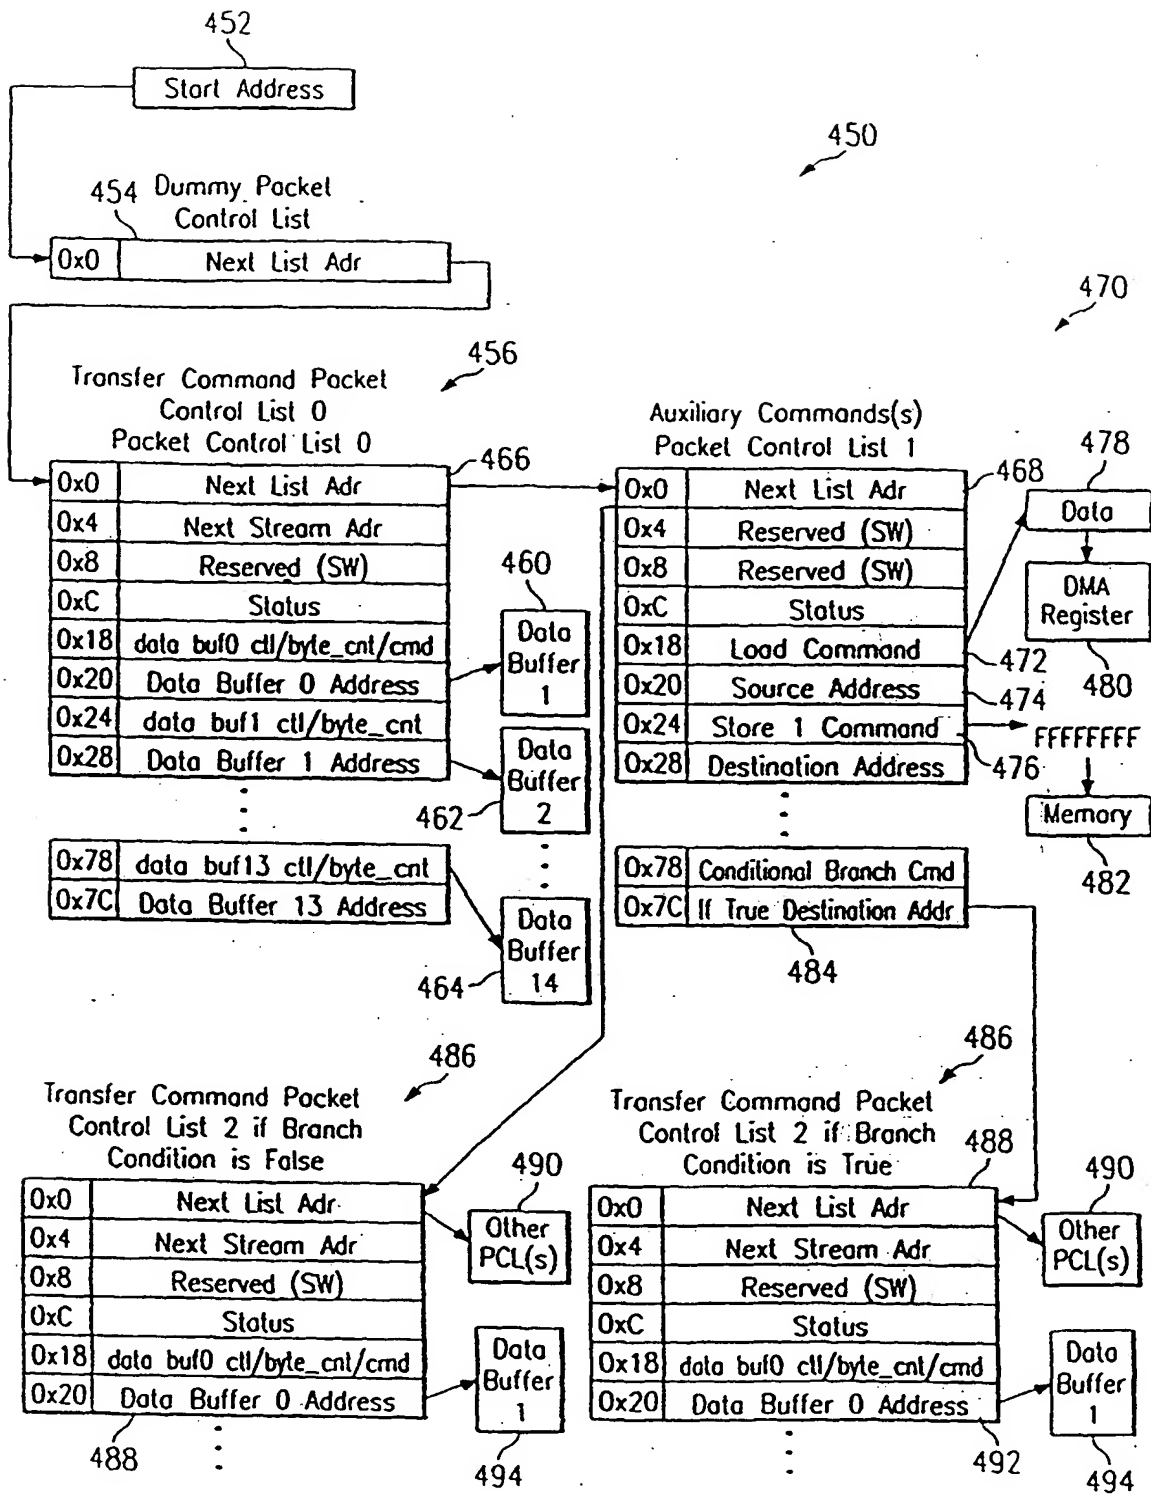 452
Start Address
450
454
Dummy Packet
Control List
0x0 Next List Adr
470
456
Transfer Command Packet
Control List 0
Packet Control List 0
466
0x0 Next List Adr
0x4 Next Stream Adr
0x8 Reserved (SW)
0xC Status
0x18 data buf0 ctl/byte_cnt/cmd
0x20 Data Buffer 0 Address
0x24 data buf1 ctl/byte_cnt
0x28 Data Buffer 1 Address
0x78 data buf13 ctl/byte_cnt
0x7C Data Buffer 13 Address
460
Data
Buffer
1
462
Data
Buffer
2
464
Data
Buffer
14
Auxiliary Commands(s)
Packet Control List 1
468
0x0 Next List Adr
0x4 Reserved (SW)
0x8 Reserved (SW)
0xC Status
0x18 Load Command
472
0x20 Source Address
474
0x24 Store 1 Command
476
0x28 Destination Address
0x78 Conditional Branch Cmd
0x7C If True Destination Addr
484
478
Data
DMA
Register
480
FFFFFFFF
Memory
482
486
Transfer Command Packet
Control List 2 if Branch
Condition is False
0x0 Next List Adr
0x4 Next Stream Adr
0x8 Reserved (SW)
0xC Status
0x18 data buf0 ctl/byte_cnt/cmd
0x20 Data Buffer 0 Address
488
490
Other
PCL(s)
Data
Buffer
1
494
486
Transfer Command Packet
Control List 2 if Branch
Condition is True
488
0x0 Next List Adr
0x4 Next Stream Adr
0x8 Reserved (SW)
0xC Status
0x18 data buf0 ctl/byte_cnt/cmd
0x20 Data Buffer 0 Address
492
490
Other
PCL(s)
Data
Buffer
1
494